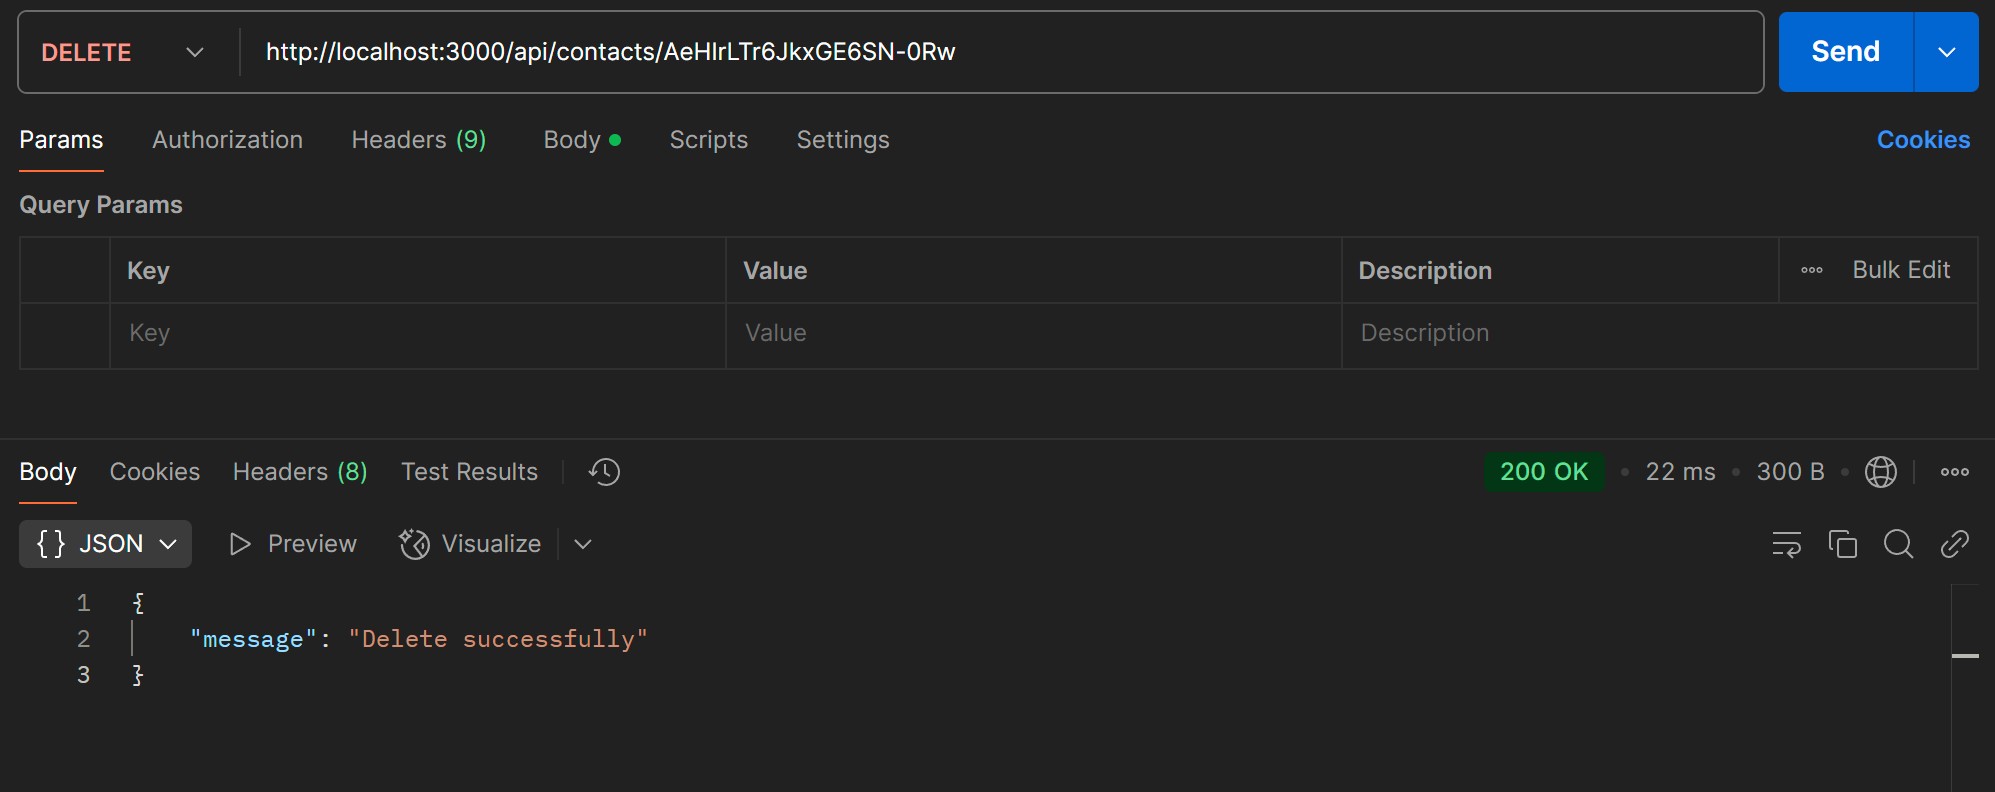 DELETE http://localhost:3000/api/contacts/AeHlrLTr6JkxGE6SN-0Rw Send
Params Authorization Headers (9) Body Scripts Settings Cookies
Query Params
Key Value Description Bulk Edit
Key Value Description
Body Cookies Headers (8) Test Results 200 OK • 22 ms • 300 B
{} JSON Preview Visualize
1 {
2 "message": "Delete successfully"
3 }